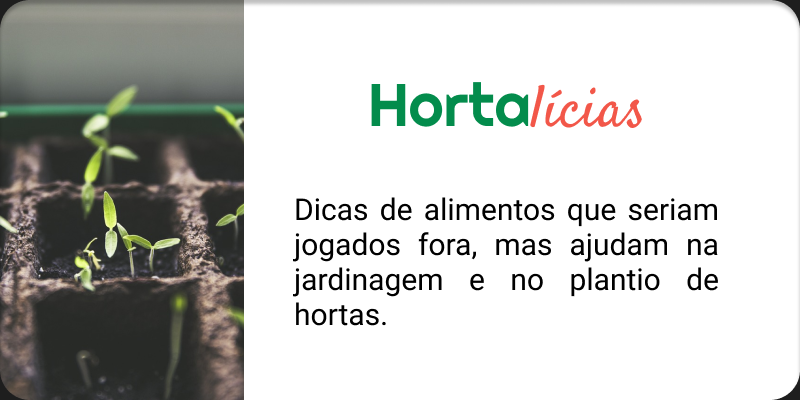 Hortalícias
Dicas de alimentos que seriam
jogados fora, mas ajudam na
jardinagem e no plantio de
hortas.